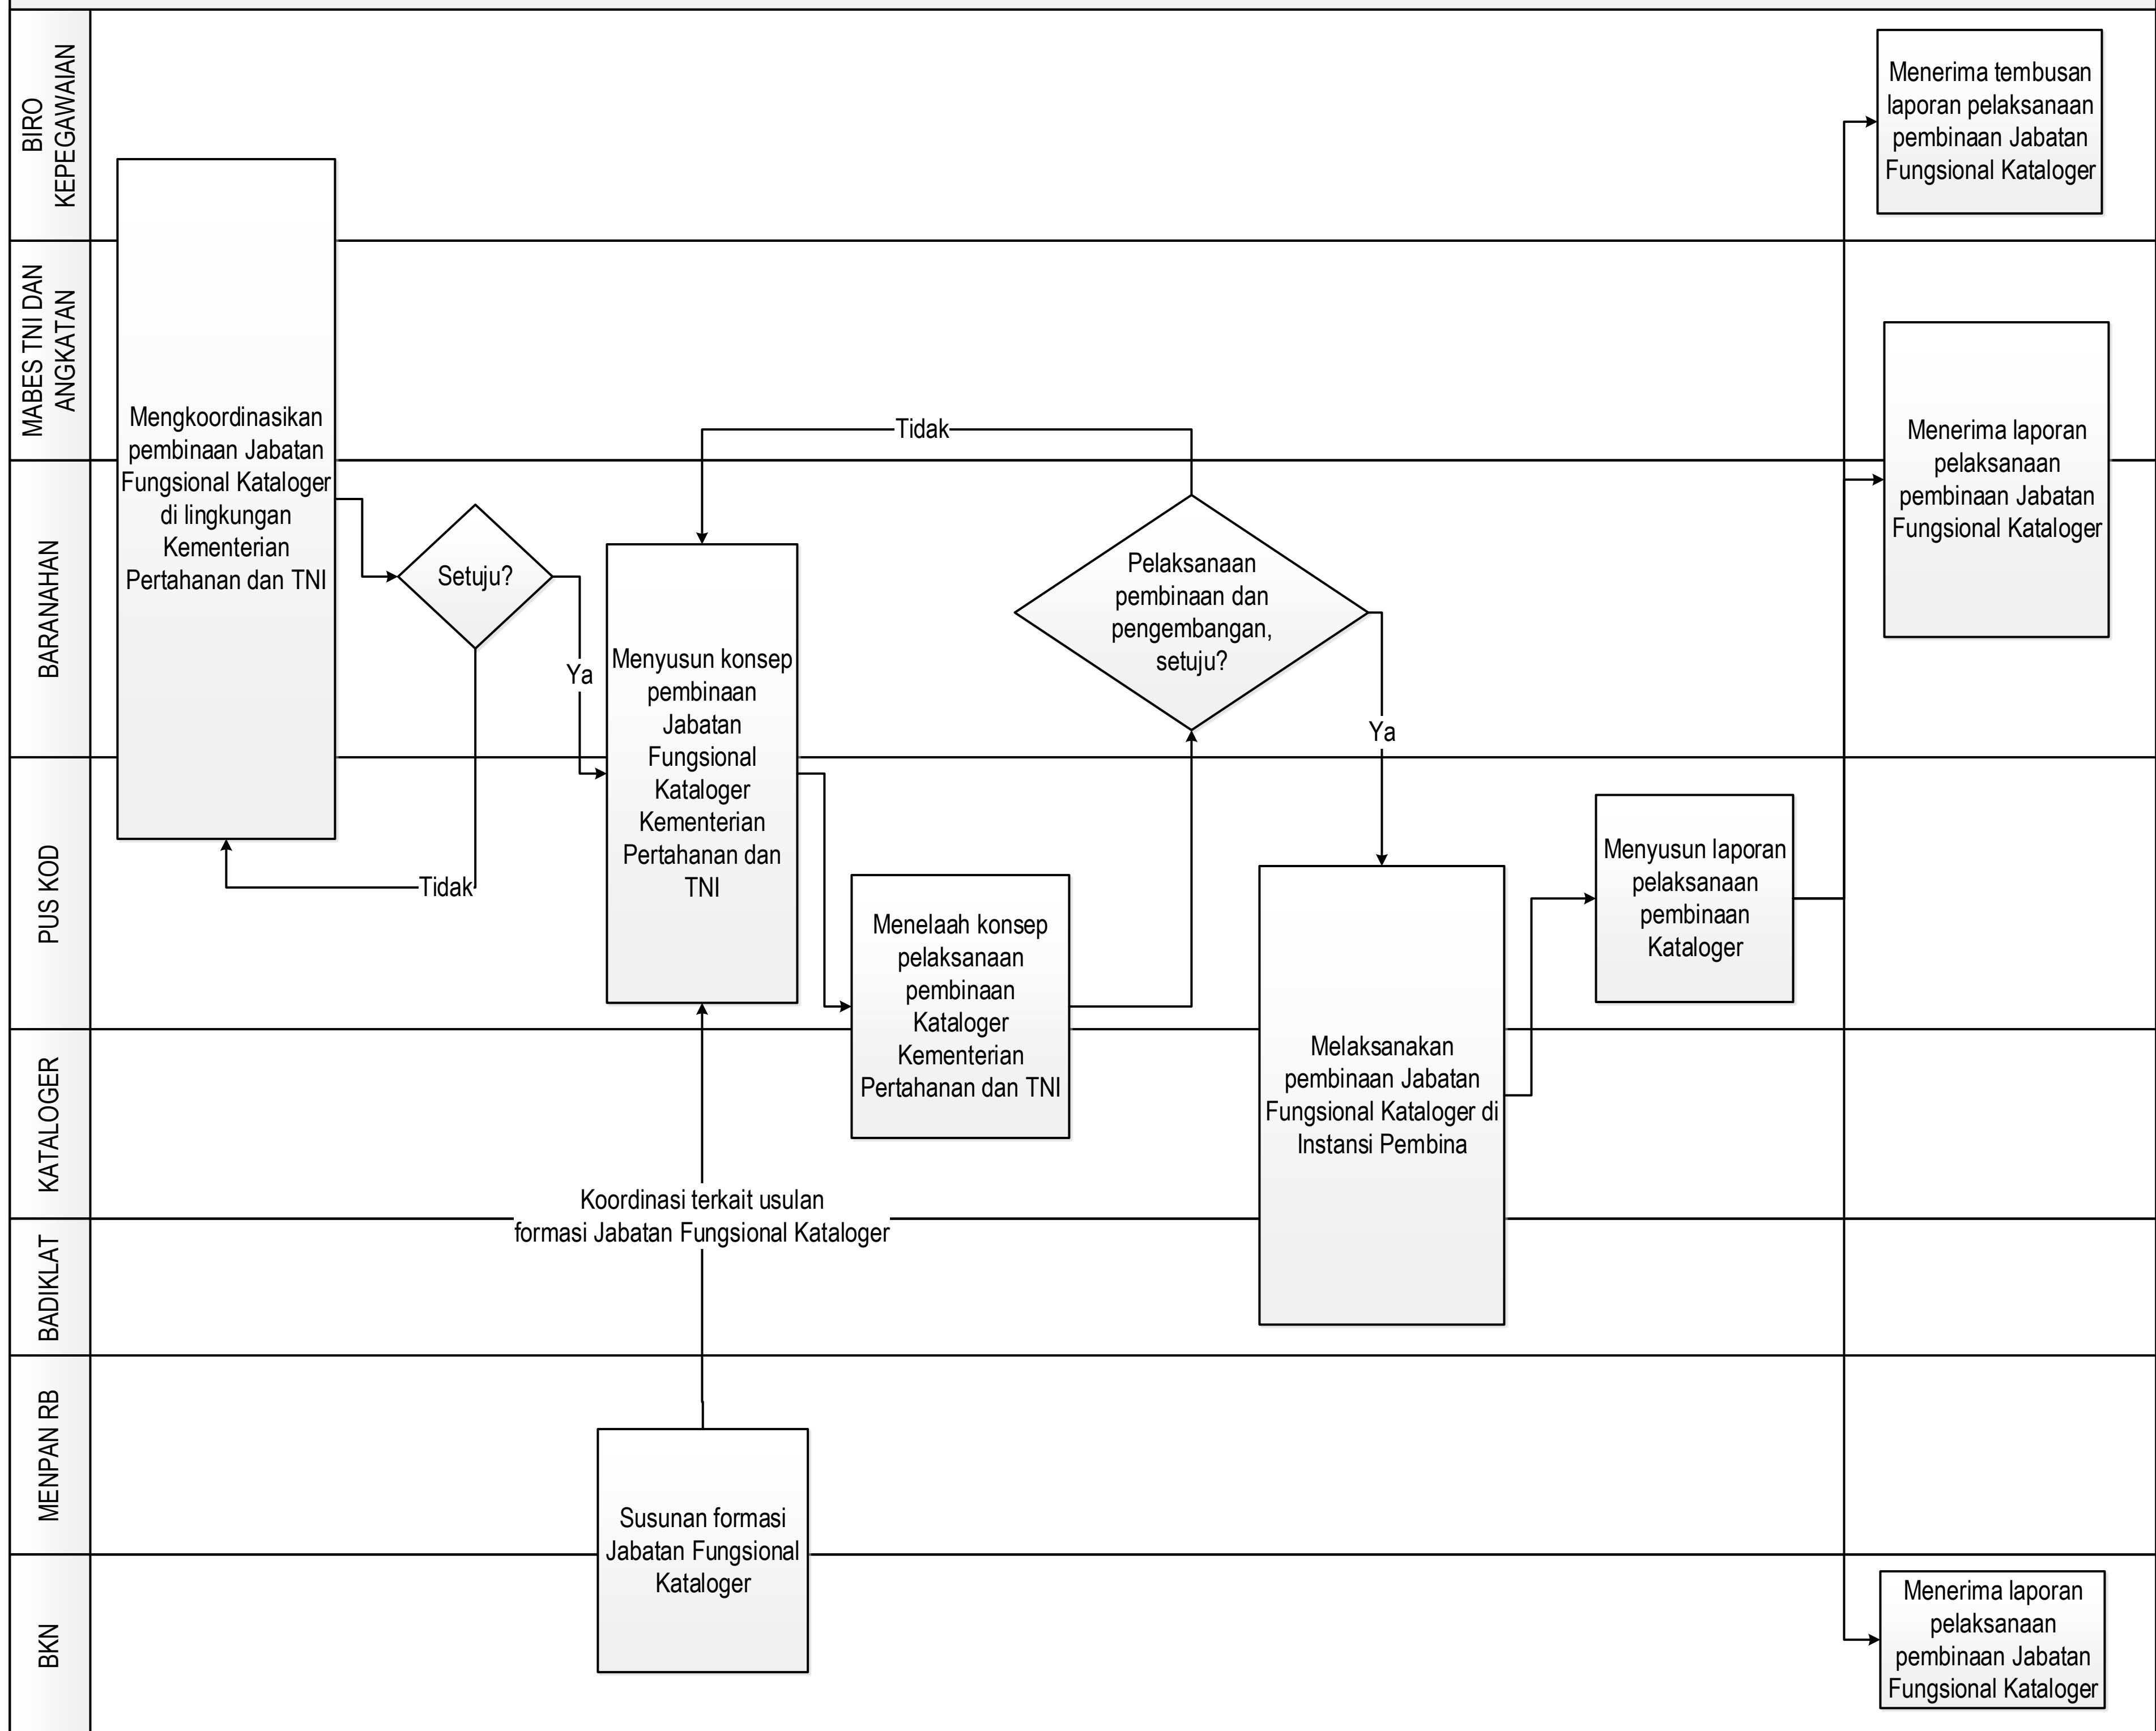 BIRO
KEPEGAWAIAN
MABES TNI DAN
ANGKATAN
BARANAHAN
PUS KOD
KATALOGER
BADIKLAT
MENPAN RB
BKN
Mengkoordinasikan
pembinaan Jabatan
Fungsional Kataloger
di lingkungan
Kementerian
Pertahanan dan TNI
Setuju?
Ya
Tidak
Menyusun konsep
pembinaan
Jabatan
Fungsional
Kataloger
Kementerian
Pertahanan dan
TNI
Koordinasi terkait usulan
formasi Jabatan Fungsional Kataloger
Susunan formasi
Jabatan Fungsional
Kataloger
Menelaah konsep
pelaksanaan
pembinaan
Kataloger
Kementerian
Pertahanan dan TNI
Tidak
Pelaksanaan
pembinaan dan
pengembangan,
setuju?
Ya
Melaksanakan
pembinaan Jabatan
Fungsional Kataloger di
Instansi Pembina
Menyusun laporan
pelaksanaan
pembinaan
Kataloger
Menerima tembusan
laporan pelaksanaan
pembinaan Jabatan
Fungsional Kataloger
Menerima laporan
pelaksanaan
pembinaan Jabatan
Fungsional Kataloger
Menerima laporan
pelaksanaan
pembinaan Jabatan
Fungsional Kataloger